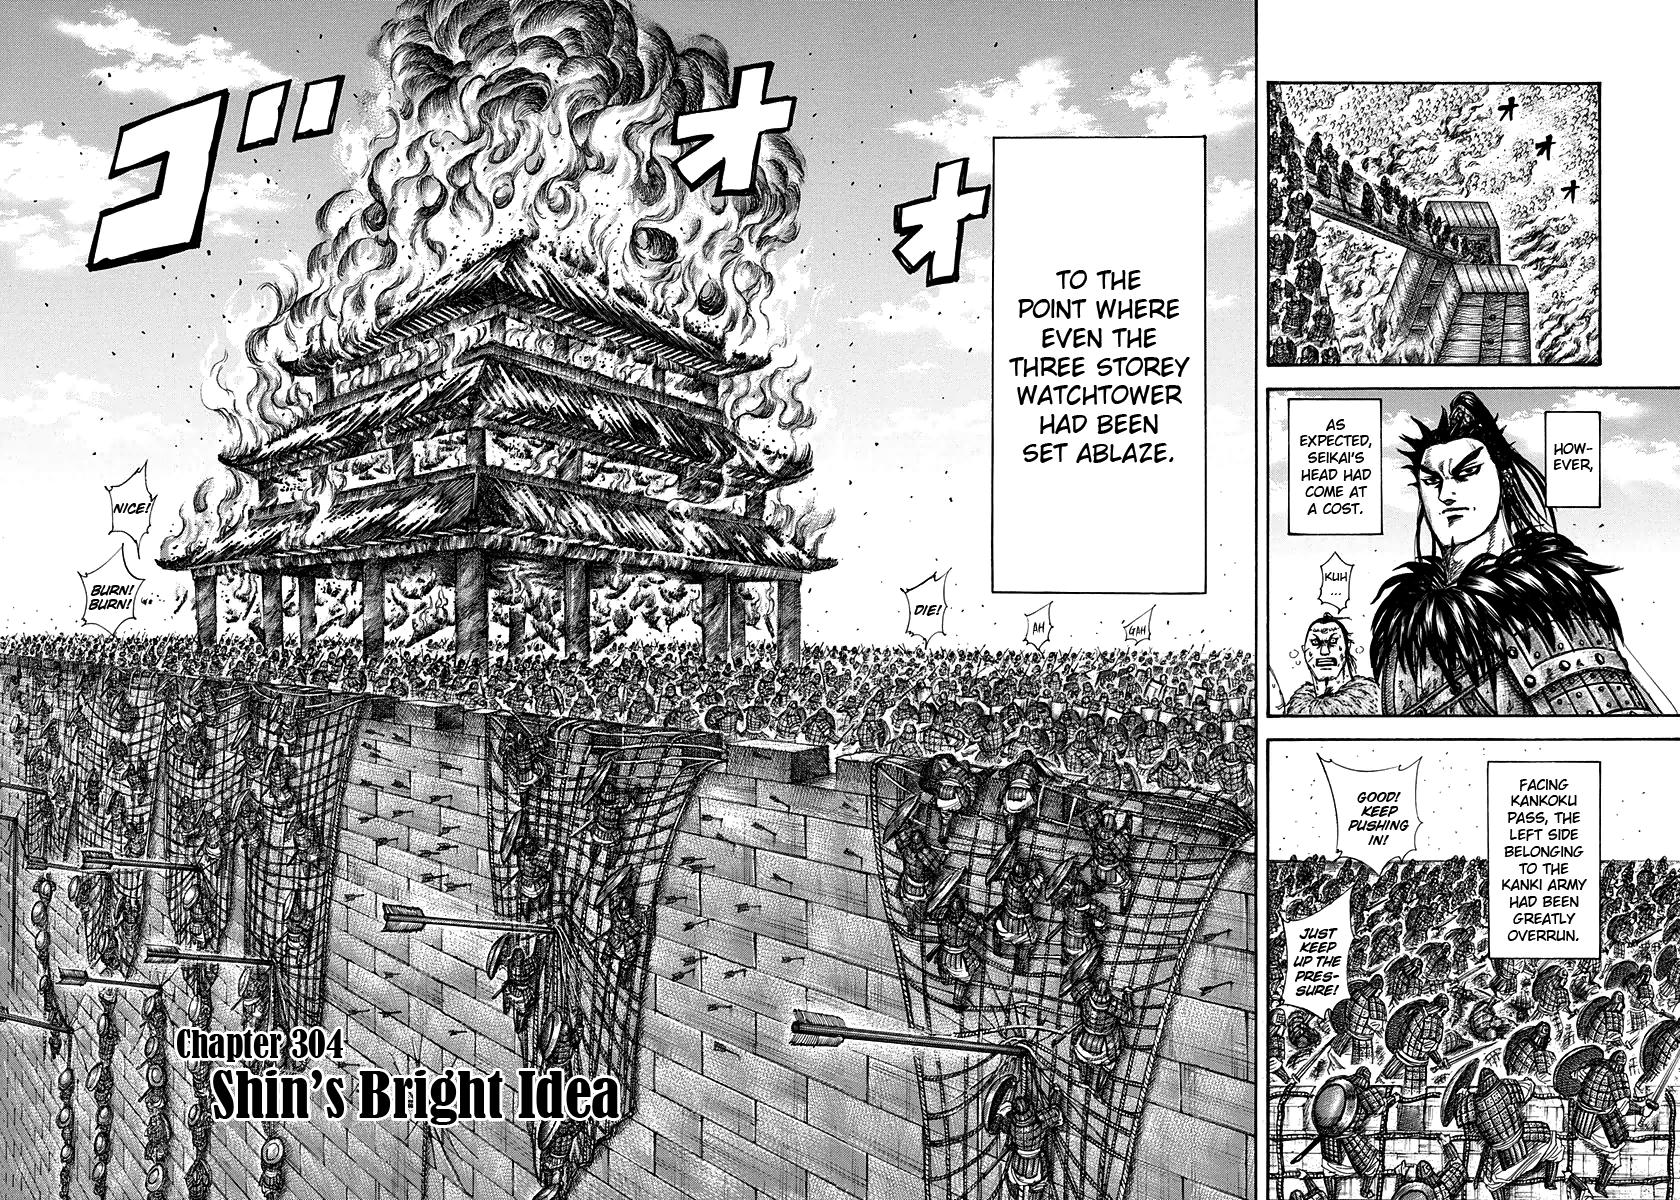 オ
オ
オ
HOW-
EVER,
AS
EXPECTED,
SEIKAI'S
HEAD HAD
COME AT
A COST.
KUH
...
FACING
KANKOKU
PASS, THE
LEFT SIDE
BELONGING
TO THE
KANKI ARMY
HAD BEEN
GREATLY
OVERRUN.
GOOD!
KEEP
PUSHING
IN!
JUST
KEEP
UP THE
PRES-
SURE!
TO THE
POINT WHERE
EVEN THE
THREE STOREY
WATCHTOWER
HAD BEEN
SET ABLAZE.
ゴオオ
GAH
AH
DIE!
NICE!
BURN!
BURN!
Chapter 304
Shin's Bright Idea